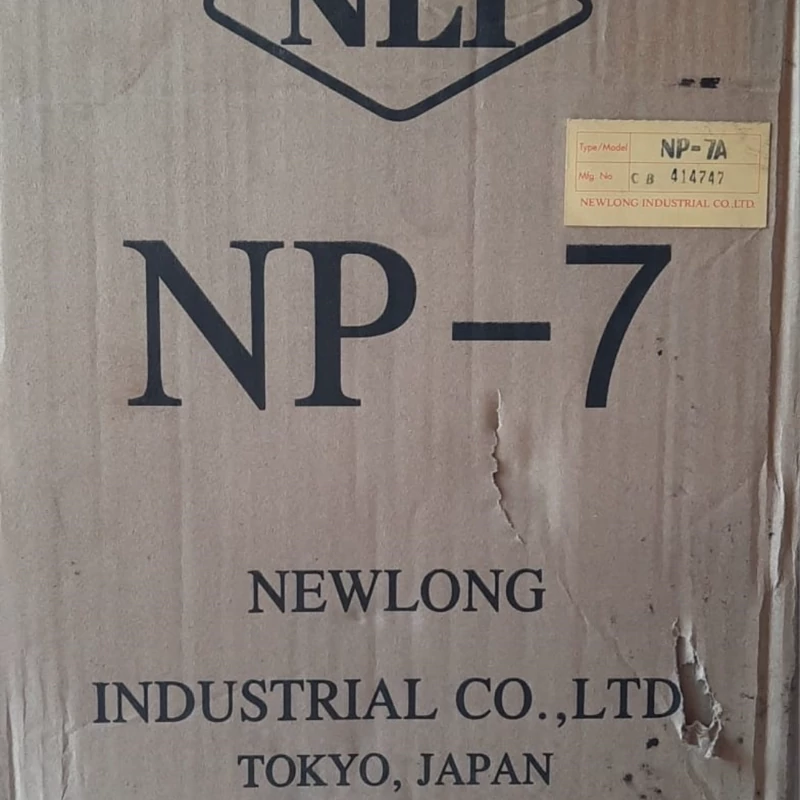 NLI
Type/Model NP-7A
Mfg. No CB 414747
NEWLONG INDUSTRIAL CO.,LTD.
NP-7
NEWLONG
INDUSTRIAL CO.,LTD
TOKYO, JAPAN